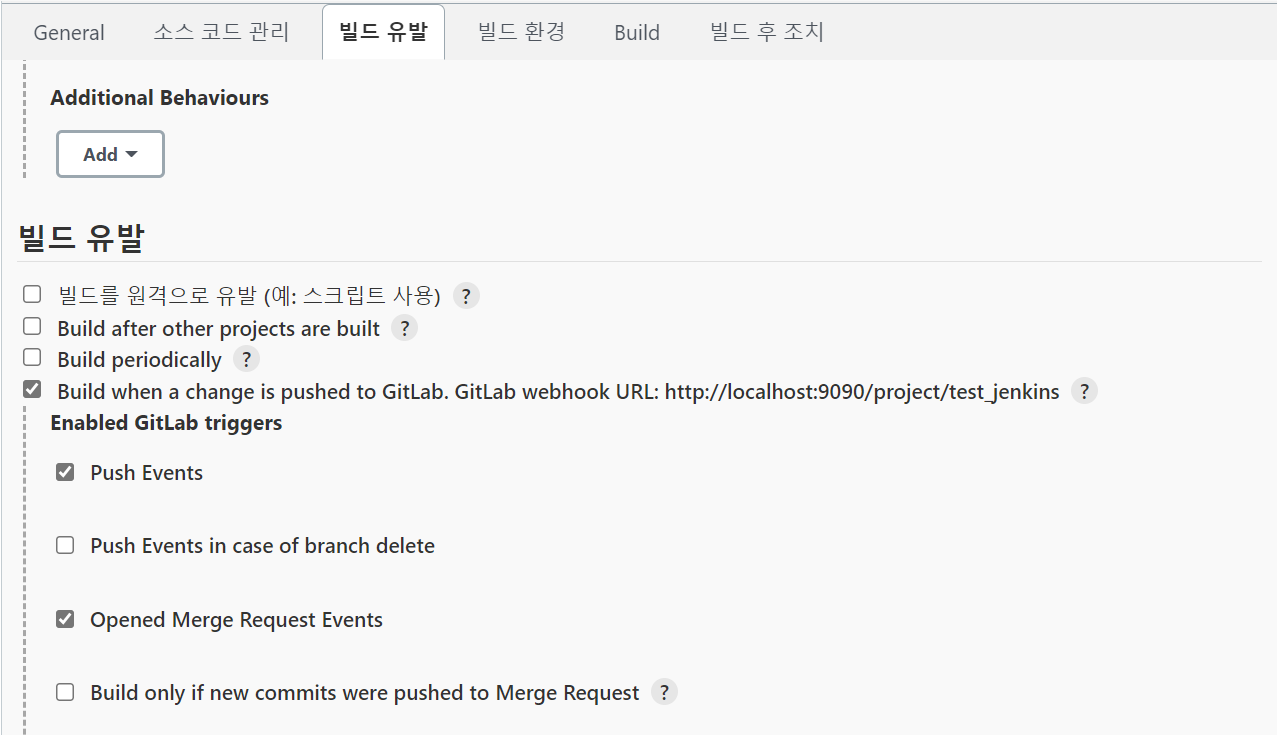 General 소스 코드 관리 빌드 유발 빌드 환경 Build 빌드 후 조치
Additional Behaviours
Add
빌드 유발
빌드를 원격으로 유발 (예: 스크립트 사용) ?
Build after other projects are built ?
Build periodically ?
Build when a change is pushed to GitLab. GitLab webhook URL: http://localhost:9090/project/test_jenkins ?
Enabled GitLab triggers
Push Events
Push Events in case of branch delete
Opened Merge Request Events
Build only if new commits were pushed to Merge Request ?